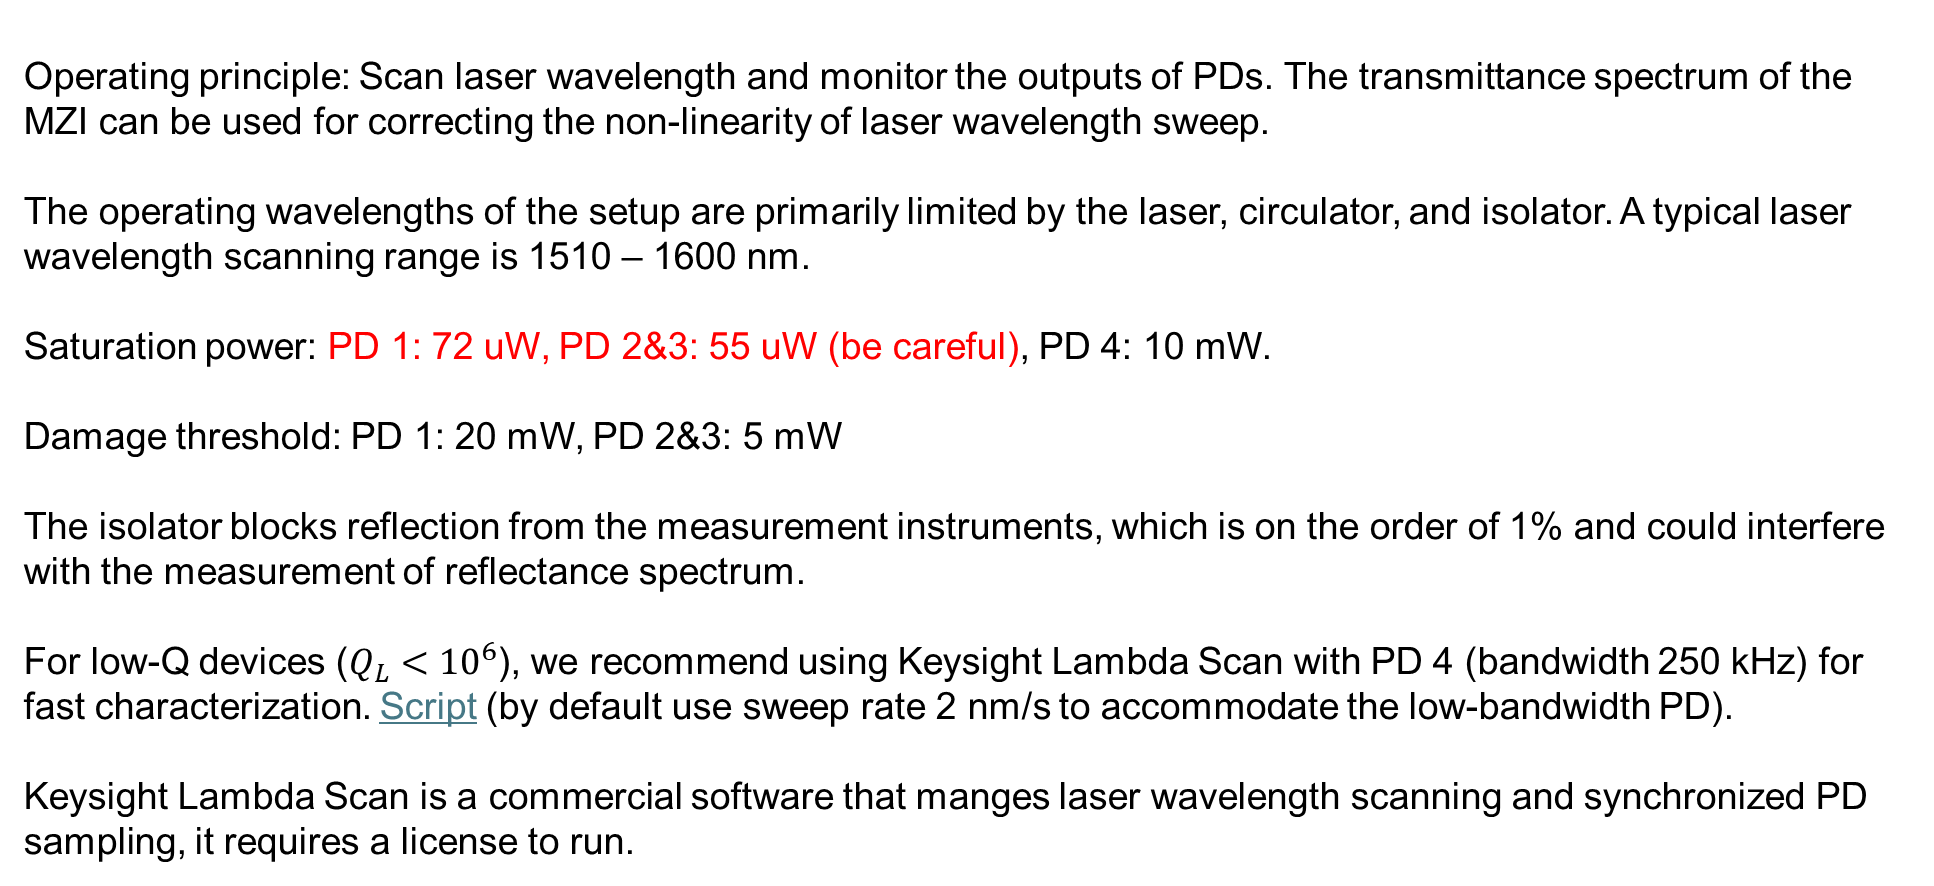 Operating principle: Scan laser wavelength and monitor the outputs of PDs. The transmittance spectrum of the
MZI can be used for correcting the non-linearity of laser wavelength sweep.
The operating wavelengths of the setup are primarily limited by the laser, circulator, and isolator. A typical laser
wavelength scanning range is 1510 – 1600 nm.
Saturation power: PD 1: 72 uW, PD 2&3: 55 uW (be careful), PD 4: 10 mW.
Damage threshold: PD 1: 20 mW, PD 2&3: 5 mW
The isolator blocks reflection from the measurement instruments, which is on the order of 1% and could interfere
with the measurement of reflectance spectrum.
For low-Q devices (𝑄𝐿 < 10⁶), we recommend using Keysight Lambda Scan with PD 4 (bandwidth 250 kHz) for
fast characterization. Script (by default use sweep rate 2 nm/s to accommodate the low-bandwidth PD).
Keysight Lambda Scan is a commercial software that manges laser wavelength scanning and synchronized PD
sampling, it requires a license to run.